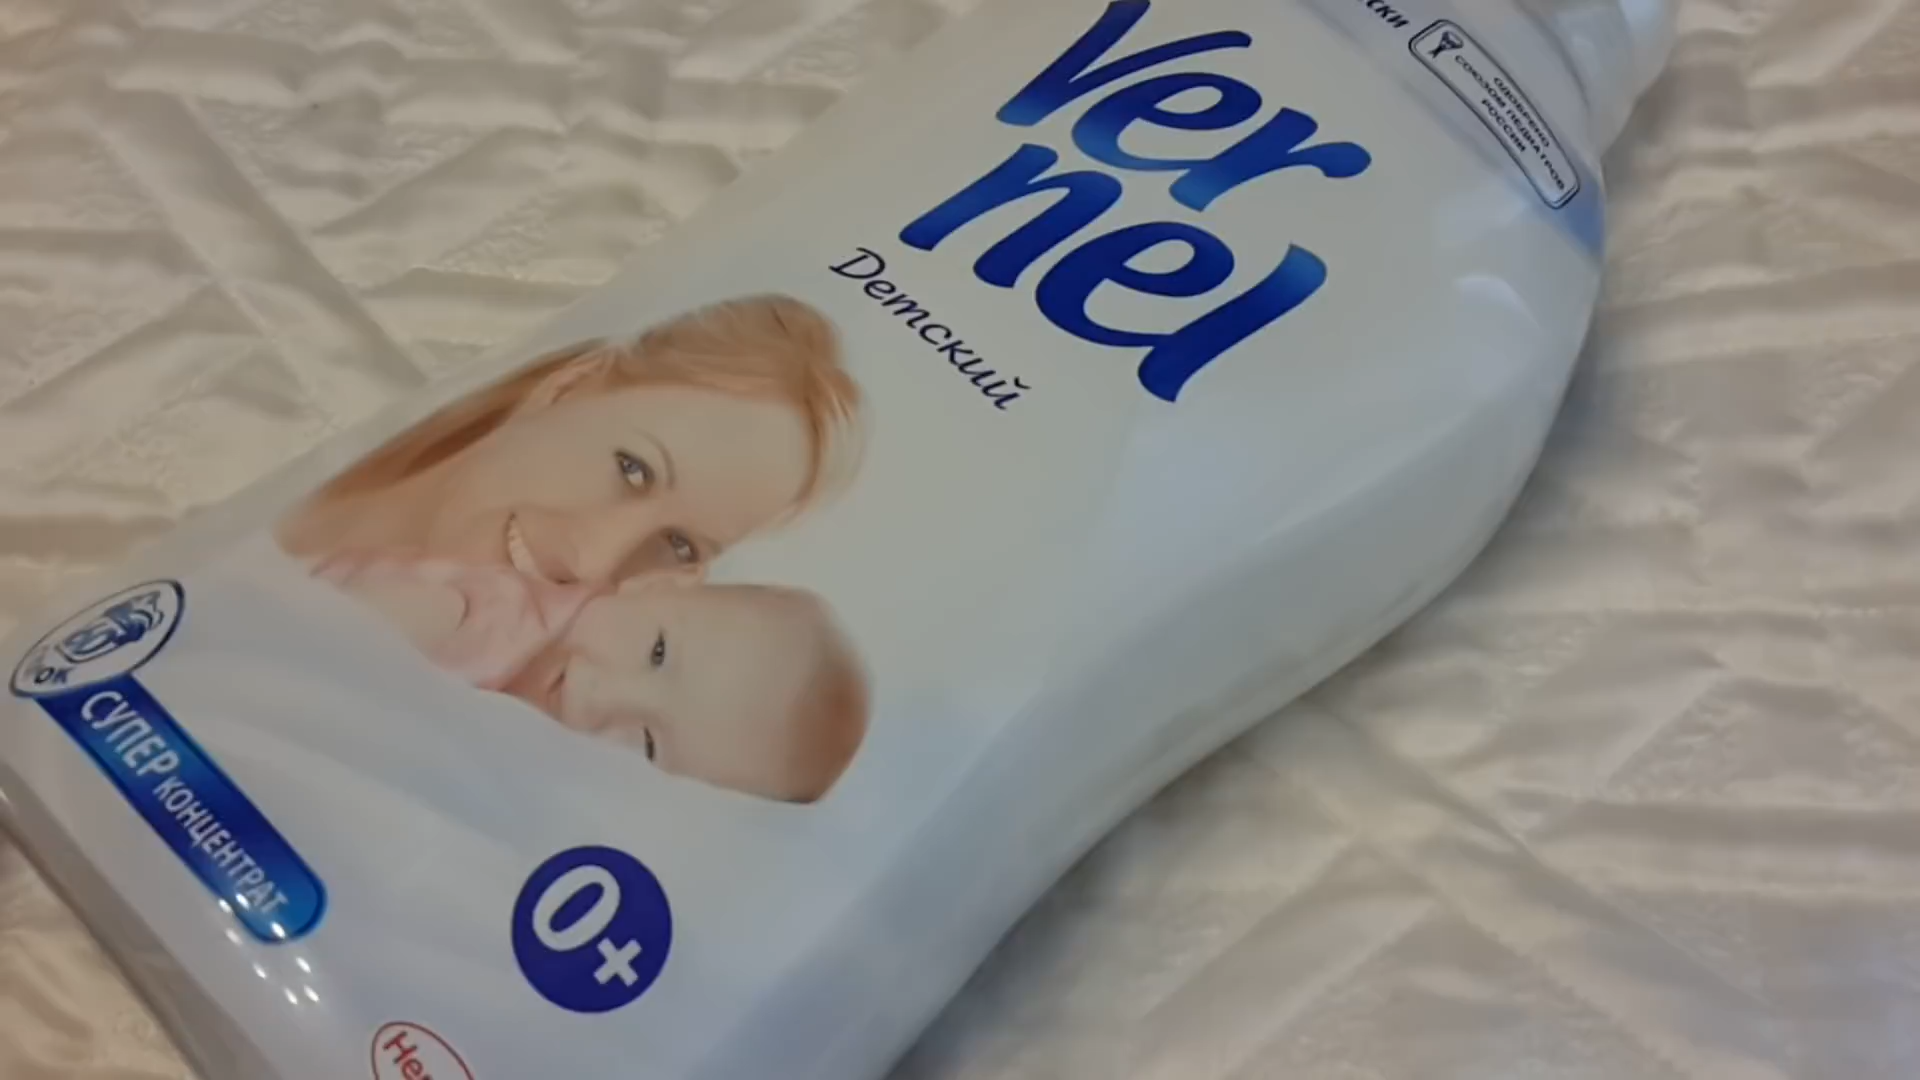 ОДОБРЕНО
СОЮЗОМ ПЕДИАТРОВ
РОССИИ
Ver
nel
Детский
СУПЕР КОНЦЕНТРАТ
0+